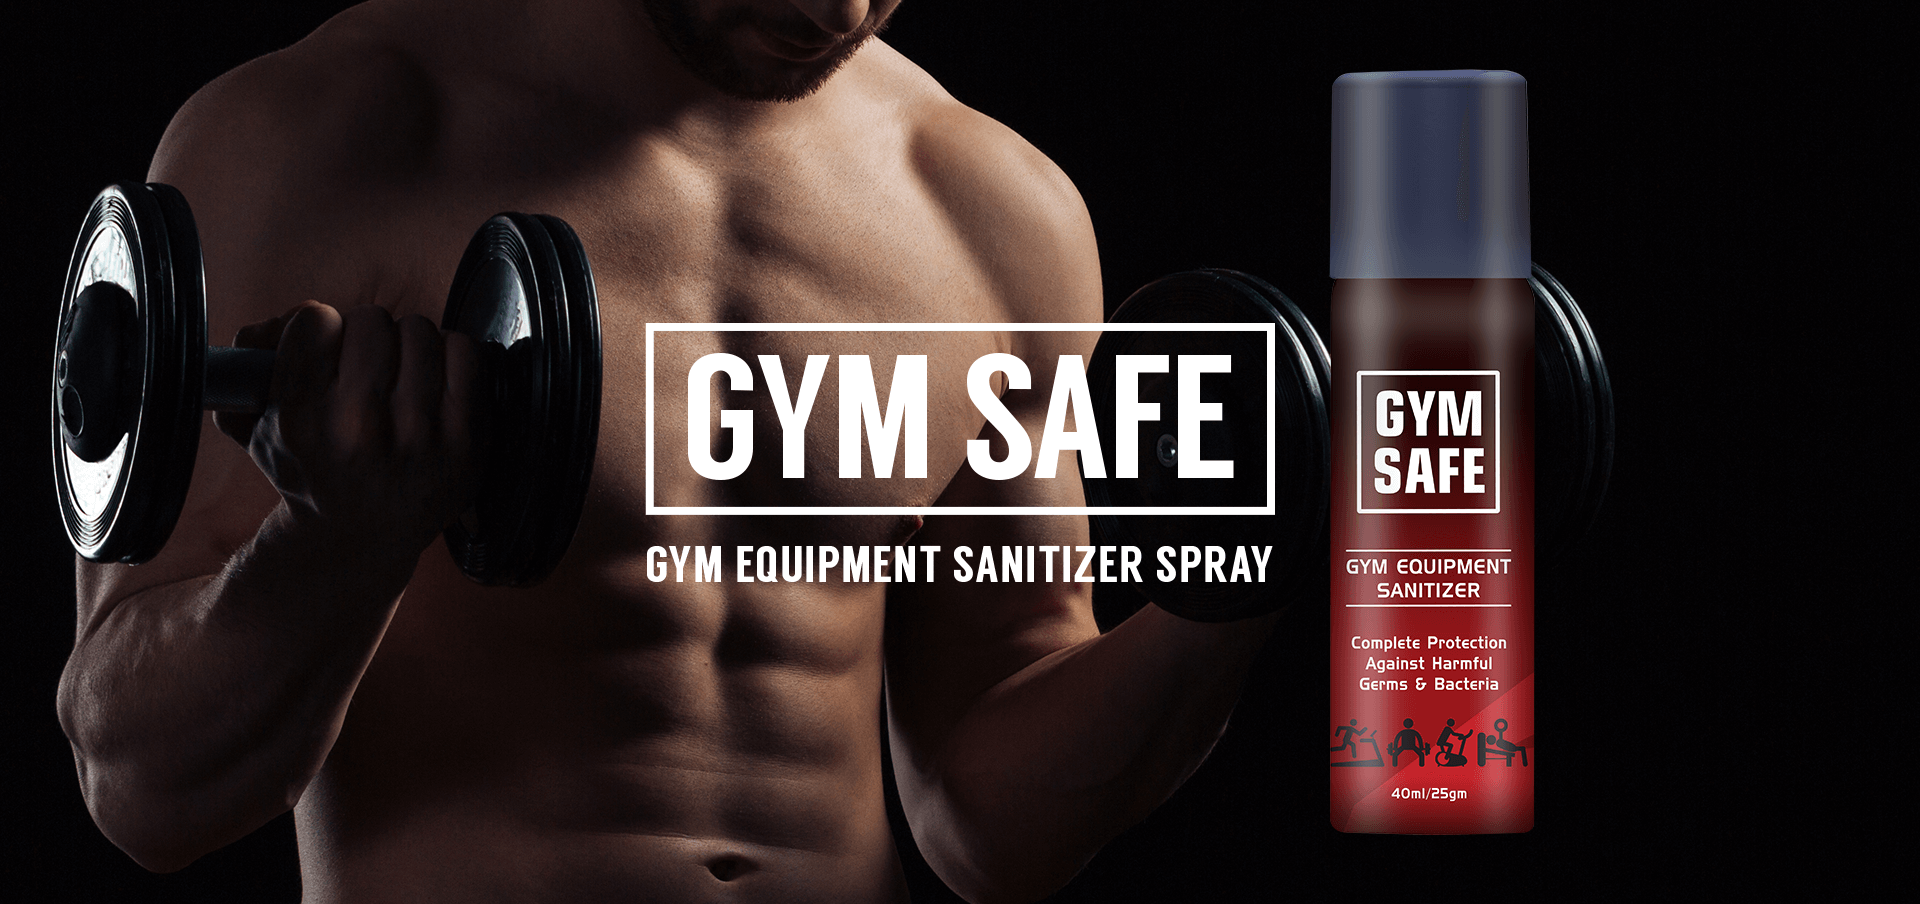 GYM SAFE
GYM EQUIPMENT SANITIZER SPRAY
GYM
SAFE
GYM EQUIPMENT
SANITIZER
Complete Protection
Against Harmful
Germs & Bacteria
40ml/25gm